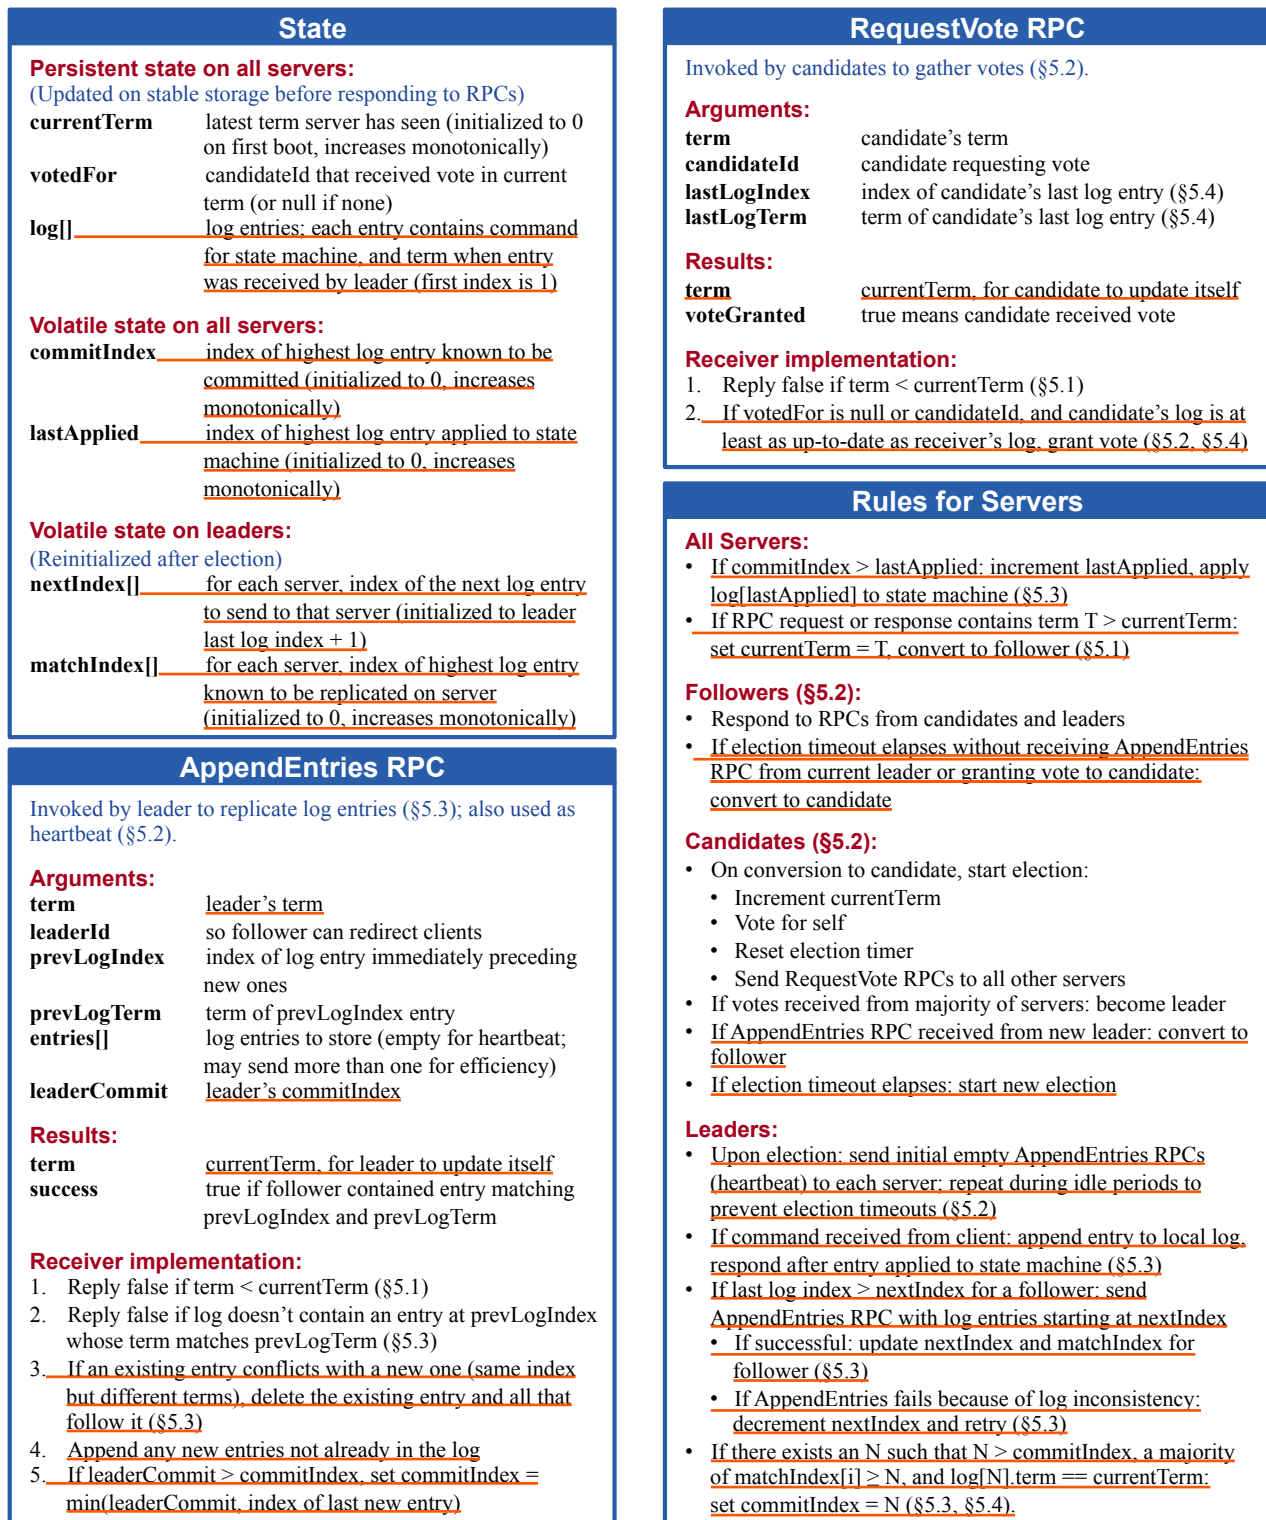 State
Persistent state on all servers:
(Updated on stable storage before responding to RPCs)
currentTerm latest term server has seen (initialized to 0
on first boot, increases monotonically)
votedFor candidateId that received vote in current
term (or null if none)
log[] log entries; each entry contains command
for state machine, and term when entry
was received by leader (first index is 1)
Volatile state on all servers:
commitIndex index of highest log entry known to be
committed (initialized to 0, increases
monotonically)
lastApplied index of highest log entry applied to state
machine (initialized to 0, increases
monotonically)
Volatile state on leaders:
(Reinitialized after election)
nextIndex[] for each server, index of the next log entry
to send to that server (initialized to leader
last log index + 1)
matchIndex[] for each server, index of highest log entry
known to be replicated on server
(initialized to 0, increases monotonically)
AppendEntries RPC
Invoked by leader to replicate log entries (§5.3); also used as
heartbeat (§5.2).
Arguments:
term leader’s term
leaderId so follower can redirect clients
prevLogIndex index of log entry immediately preceding
new ones
prevLogTerm term of prevLogIndex entry
entries[] log entries to store (empty for heartbeat;
may send more than one for efficiency)
leaderCommit leader’s commitIndex
Results:
term currentTerm, for leader to update itself
success true if follower contained entry matching
prevLogIndex and prevLogTerm
Receiver implementation:
1. Reply false if term < currentTerm (§5.1)
2. Reply false if log doesn’t contain an entry at prevLogIndex
whose term matches prevLogTerm (§5.3)
3. If an existing entry conflicts with a new one (same index
but different terms), delete the existing entry and all that
follow it (§5.3)
4. Append any new entries not already in the log
5. If leaderCommit > commitIndex, set commitIndex =
min(leaderCommit, index of last new entry)
RequestVote RPC
Invoked by candidates to gather votes (§5.2).
Arguments:
term candidate’s term
candidateId candidate requesting vote
lastLogIndex index of candidate’s last log entry (§5.4)
lastLogTerm term of candidate’s last log entry (§5.4)
Results:
term currentTerm, for candidate to update itself
voteGranted true means candidate received vote
Receiver implementation:
1. Reply false if term < currentTerm (§5.1)
2. If votedFor is null or candidateId, and candidate’s log is at
least as up-to-date as receiver’s log, grant vote (§5.2, §5.4)
Rules for Servers
All Servers:
• If commitIndex > lastApplied: increment lastApplied, apply
log[lastApplied] to state machine (§5.3)
• If RPC request or response contains term T > currentTerm:
set currentTerm = T, convert to follower (§5.1)
Followers (§5.2):
• Respond to RPCs from candidates and leaders
• If election timeout elapses without receiving AppendEntries
RPC from current leader or granting vote to candidate:
convert to candidate
Candidates (§5.2):
• On conversion to candidate, start election:
• Increment currentTerm
• Vote for self
• Reset election timer
• Send RequestVote RPCs to all other servers
• If votes received from majority of servers: become leader
• If AppendEntries RPC received from new leader: convert to
follower
• If election timeout elapses: start new election
Leaders:
• Upon election: send initial empty AppendEntries RPCs
(heartbeat) to each server; repeat during idle periods to
prevent election timeouts (§5.2)
• If command received from client: append entry to local log,
respond after entry applied to state machine (§5.3)
• If last log index > nextIndex for a follower: send
AppendEntries RPC with log entries starting at nextIndex
• If successful: update nextIndex and matchIndex for
follower (§5.3)
• If AppendEntries fails because of log inconsistency:
decrement nextIndex and retry (§5.3)
• If there exists an N such that N > commitIndex, a majority
of matchIndex[i] ≥ N, and log[N].term == currentTerm:
set commitIndex = N (§5.3, §5.4).